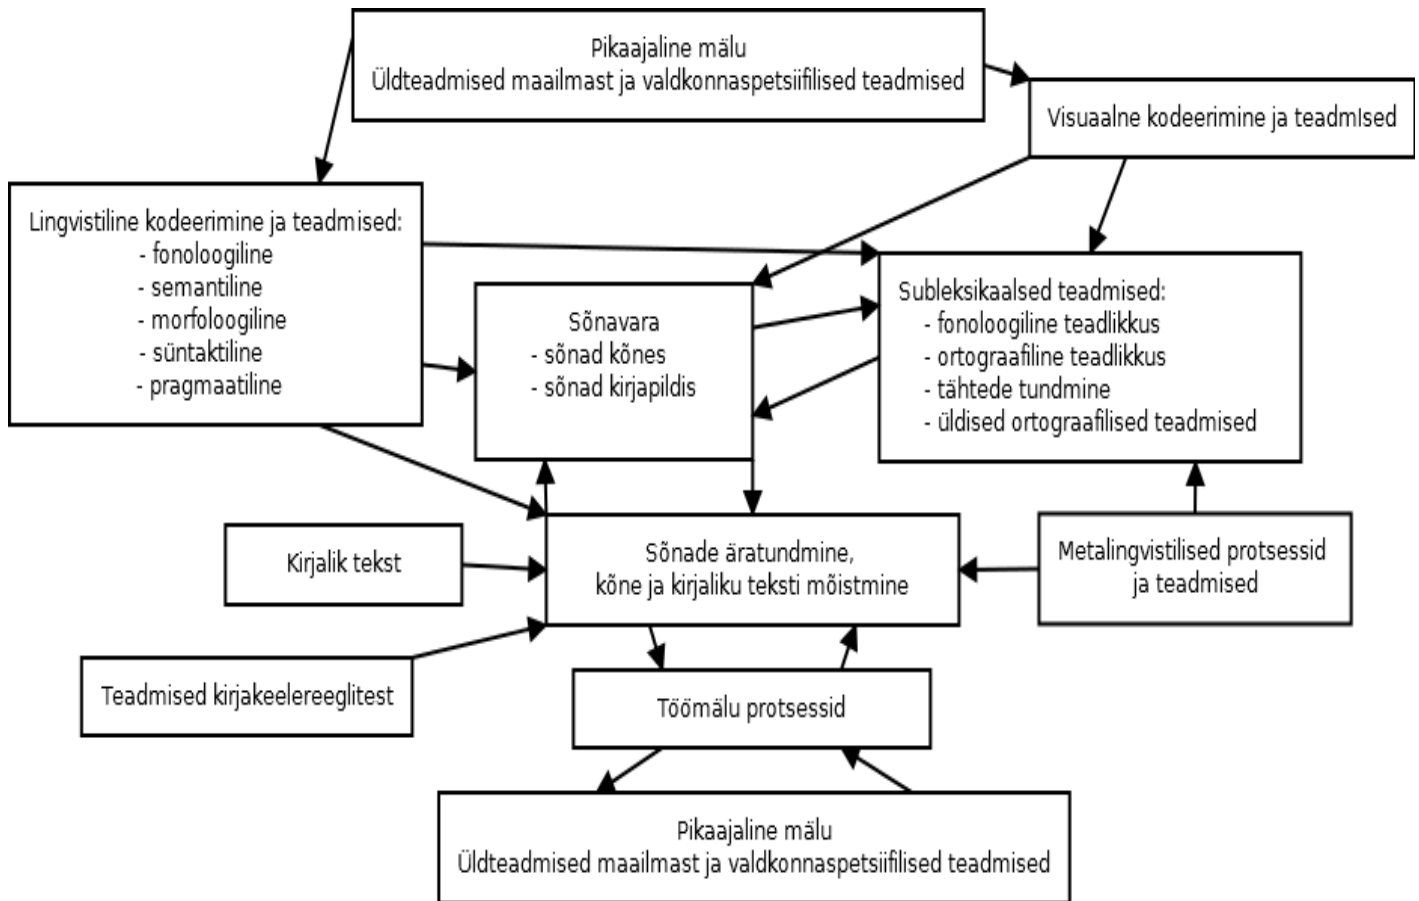 Pikaajaline mälu
Üldteadmised maailmast ja valdkonnaspetsiifilised teadmised
Visuaalne kodeerimine ja teadmIsed
Lingvistiline kodeerimine ja teadmised:
- fonoloogiline
- semantiline
- morfoloogiline
- süntaktiline
- pragmaatiline
Sõnavara
- sõnad kõnes
- sõnad kirjapildis
Subleksikaalsed teadmised:
- fonoloogiline teadlikkus
- ortograafiline teadlikkus
- tähtede tundmine
- üldised ortograafilised teadmised
Kirjalik tekst
Sõnade äratundmine,
kõne ja kirjaliku teksti mõistmine
Metalingvistilised protsessid
ja teadmised
Teadmised kirjakeelereeglitest
Töömälu protsessid
Pikaajaline mälu
Üldteadmised maailmast ja valdkonnaspetsiifilised teadmised